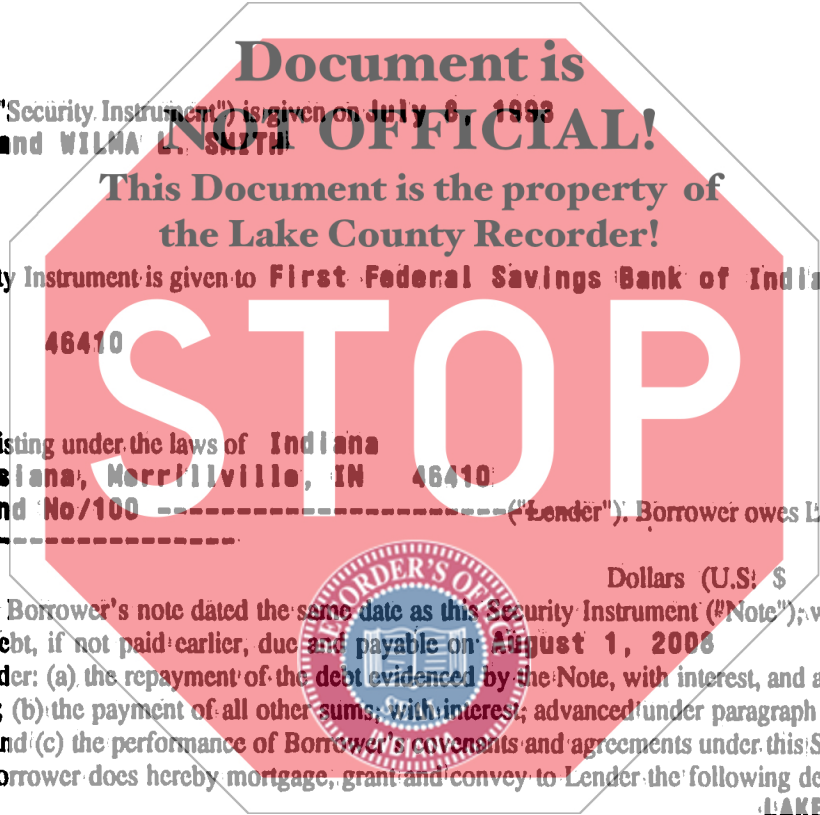 Document is
"Security Instrument") is given on July 8, 1993
NOT OFFICIAL!
and WILMA L. SMITH
This Document is the property of
the Lake County Recorder!
ty Instrument is given to First Federal Savings Bank of India
46410
STOP
isting under the laws of Indiana
siana, Merrillville, IN 46410
nd No/100 ------------------------------ ("Lender"). Borrower owes L
--------------------
Dollars (U.S. $
Borrower's note dated the same date as this Security Instrument ("Note"), w
ebt, if not paid earlier, due and payable on August 1, 2008
der: (a) the repayment of the debt evidenced by the Note, with interest, and a
; (b) the payment of all other sums, with interest, advanced under paragraph
nd (c) the performance of Borrower's covenants and agreements under this S
orrower does hereby mortgage, grant and convey to Lender the following de
LAKE